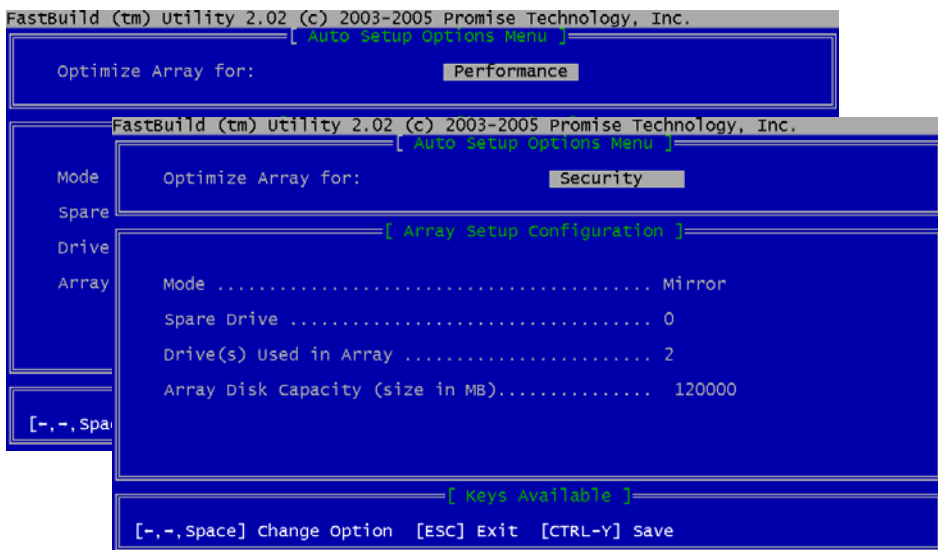 FastBuild (tm) Utility 2.02 (c) 2003-2005 Promise Technology, Inc.
[ Auto Setup Options Menu ]
Optimize Array for: Performance
Mode
Spare
Drive
Array
[←,→,Spa
FastBuild (tm) Utility 2.02 (c) 2003-2005 Promise Technology, Inc.
[ Auto Setup Options Menu ]
Optimize Array for: Security
[ Array Setup Configuration ]
Mode .......................................... Mirror
Spare Drive ................................... 0
Drive(s) Used in Array ........................ 2
Array Disk Capacity (size in MB)............... 120000
[ Keys Available ]
[←,→,Space] Change Option [ESC] Exit [CTRL-Y] Save